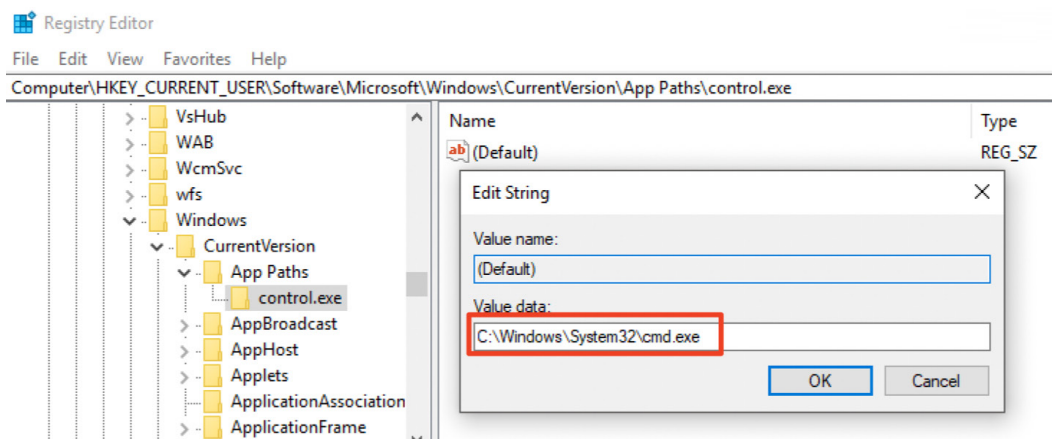 Registry Editor
File Edit View Favorites Help
Computer\HKEY_CURRENT_USER\Software\Microsoft\Windows\CurrentVersion\App Paths\control.exe
VsHub
WAB
WcmSvc
wfs
Windows
CurrentVersion
App Paths
control.exe
AppBroadcast
AppHost
Applets
ApplicationAssociation
ApplicationFrame
Name Type
ab (Default) REG_SZ
Edit String
Value name:
(Default)
Value data:
C:\Windows\System32\cmd.exe
OK Cancel